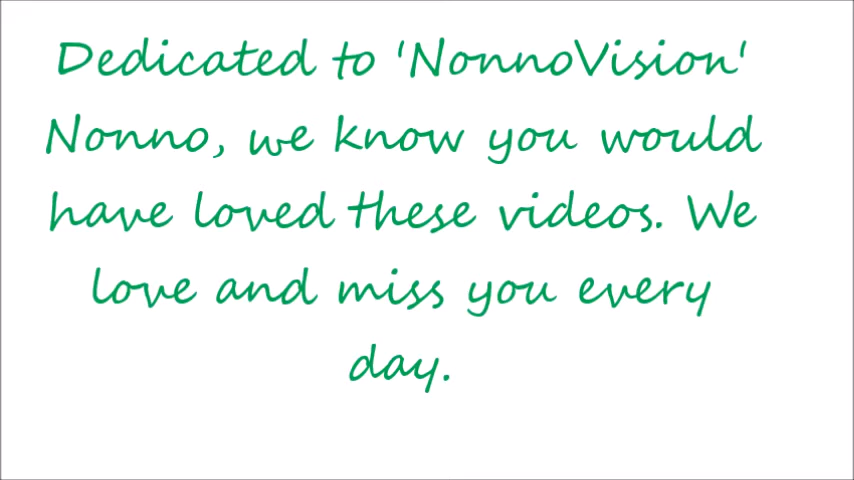 Dedicated to 'NonnoVision'
Nonno, we know you would
have loved these videos. We
love and miss you every
day.